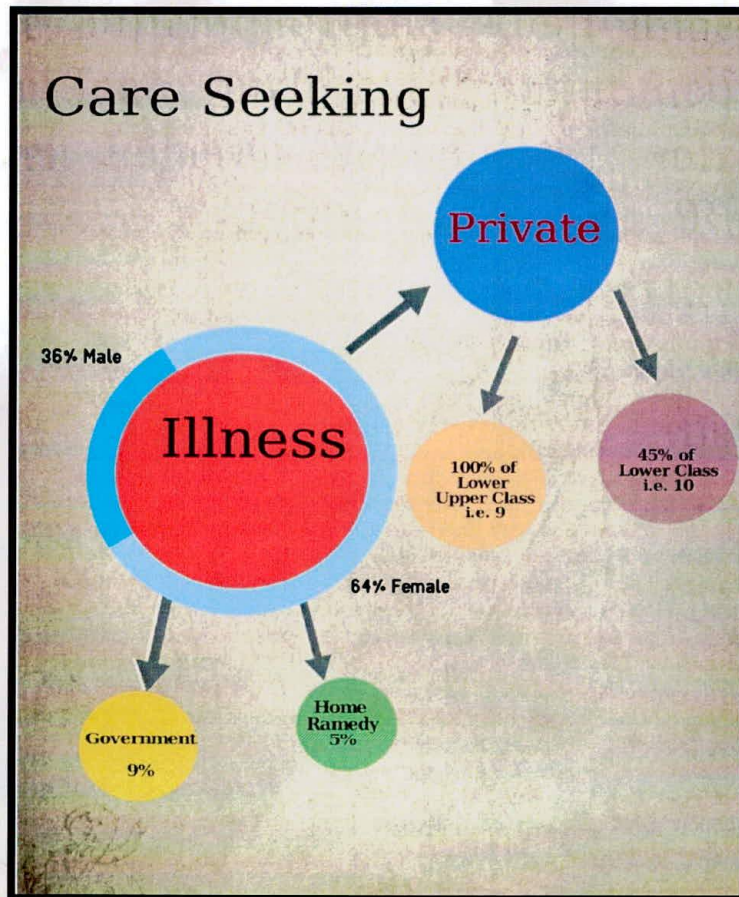 Care Seeking
Private
36% Male
Illness
100% of
Lower
Upper Class
i.e. 9
45% of
Lower Class
i.e. 10
64% Female
Government
9%
Home
Ramedy
5%